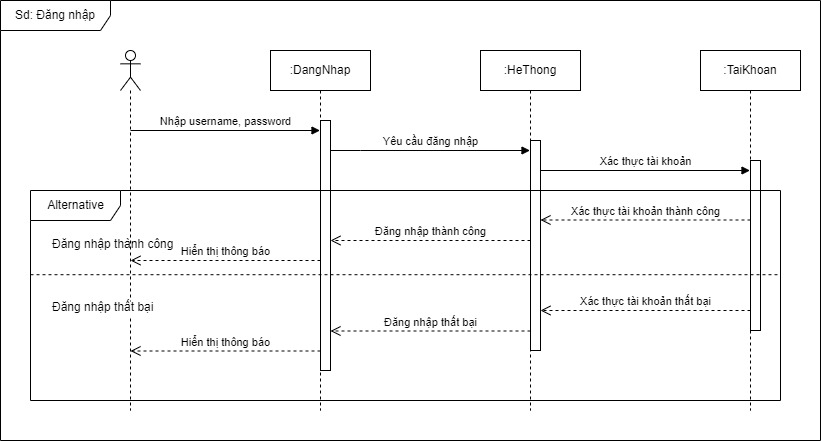 Sd: Đăng nhập
:DangNhap
:HeThong
:TaiKhoan
Nhập username, password
Yêu cầu đăng nhập
Xác thực tài khoản
Alternative
Xác thực tài khoản thành công
Đăng nhập thành công
Đăng nhập thành công
Hiển thị thông báo
Xác thực tài khoản thất bại
Đăng nhập thất bại
Đăng nhập thất bại
Hiển thị thông báo